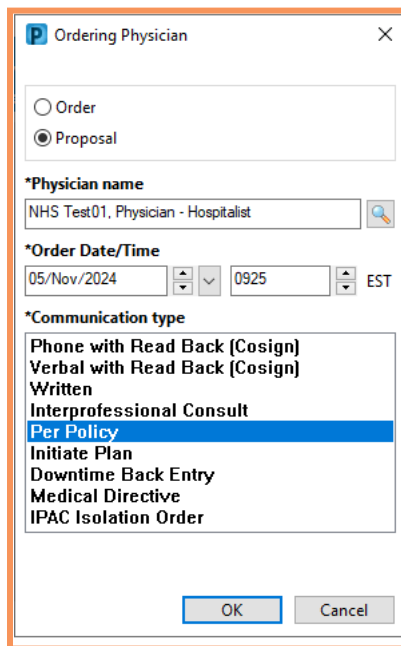 P Ordering Physician
Order
Proposal
*Physician name
NHS Test01, Physician - Hospitalist
*Order Date/Time
05/Nov/2024 0925 EST
*Communication type
Phone with Read Back (Cosign)
Verbal with Read Back (Cosign)
Written
Interprofessional Consult
Per Policy
Initiate Plan
Downtime Back Entry
Medical Directive
IPAC Isolation Order
OK Cancel